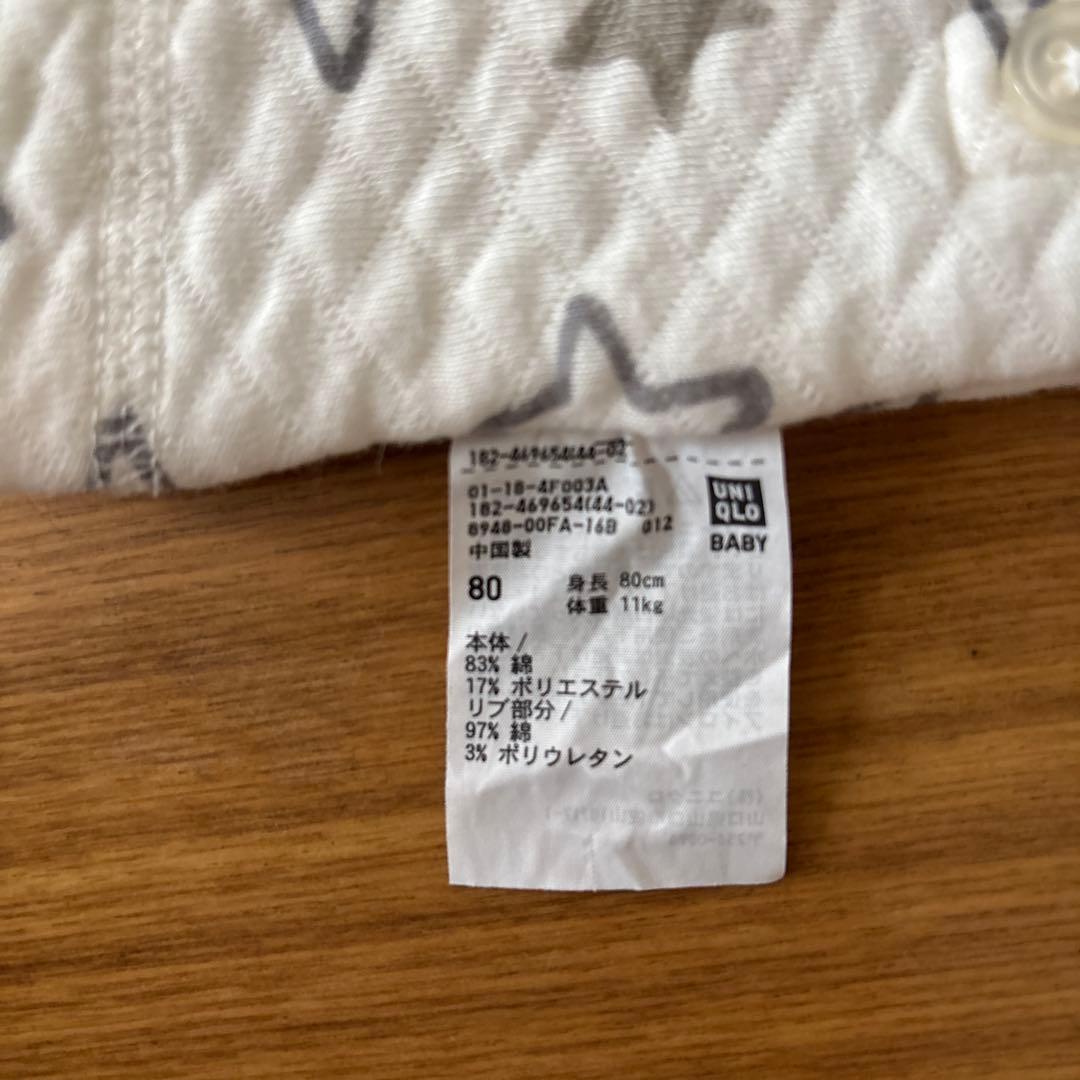 182-469654(44-02)
01-18-4F003A
182-469654(44-02)
8948-00FA-16B 012
中国製
UNI
QLO
BABY
80 身長 80cm
体重 11kg
本体/
83% 綿
17% ポリエステル
リブ部分/
97% 綿
3% ポリウレタン